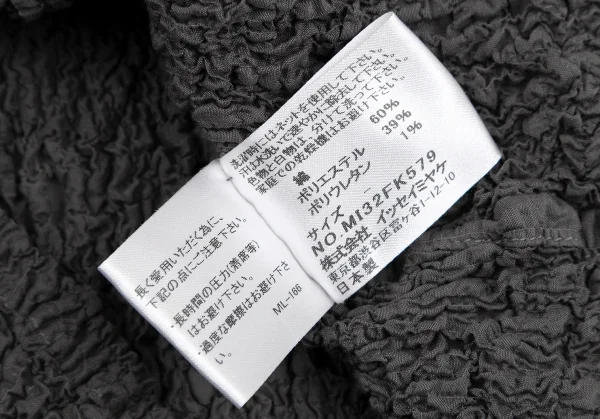 洗濯時にはネットを使用して下さい。
汗は水洗いで速やかに除去して下さい。
色物と白物は、分けて洗って下さい。
家庭での乾燥機はお避け下さい。
綿 60%
ポリエステル 39%
ポリウレタン 1%
サイズ －
NO.MI32FK579
株式会社 イッセイミヤケ
東京都渋谷区富ヶ谷1-12-10
日本製
長く愛用いただく為に、
下記の点にご注意下さい。
・長時間の圧力(着席等)
はお避け下さい。
・過度な摩擦はお避け下さ
い。
ML-166